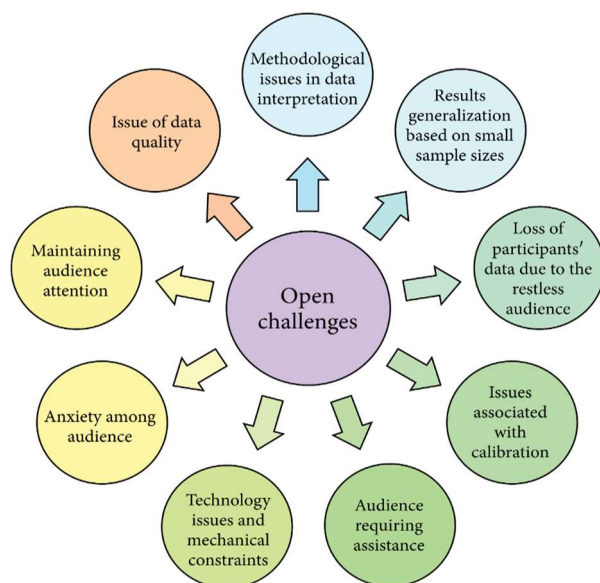 Methodological
issues in data
interpretation
Results
generalization
based on small
sample sizes
Loss of
participants′
data due to the
restless
audience
Issues
associated
with
calibration
Audience
requiring
assistance
Technology
issues and
mechanical
constraints
Anxiety among
audience
Maintaining
audience
attention
Issue of data
quality
Open
challenges